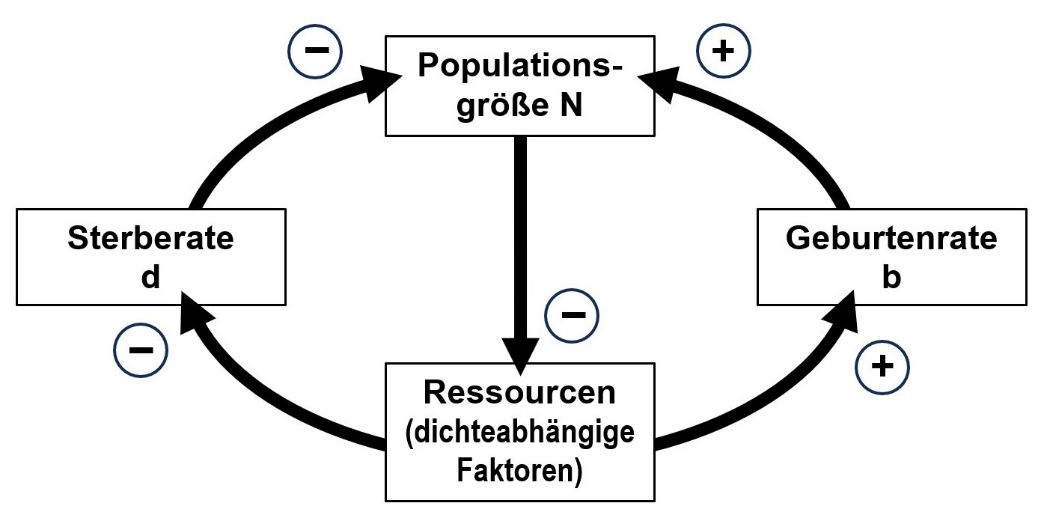 −
Populations-
größe N
+
Sterberate
d
Geburtenrate
b
−
−
+
Ressourcen
(dichteabhängige
Faktoren)